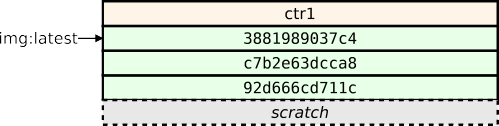 ctr1
img:latest
3881989037c4
c7b2e63dcca8
92d666cd711c
scratch